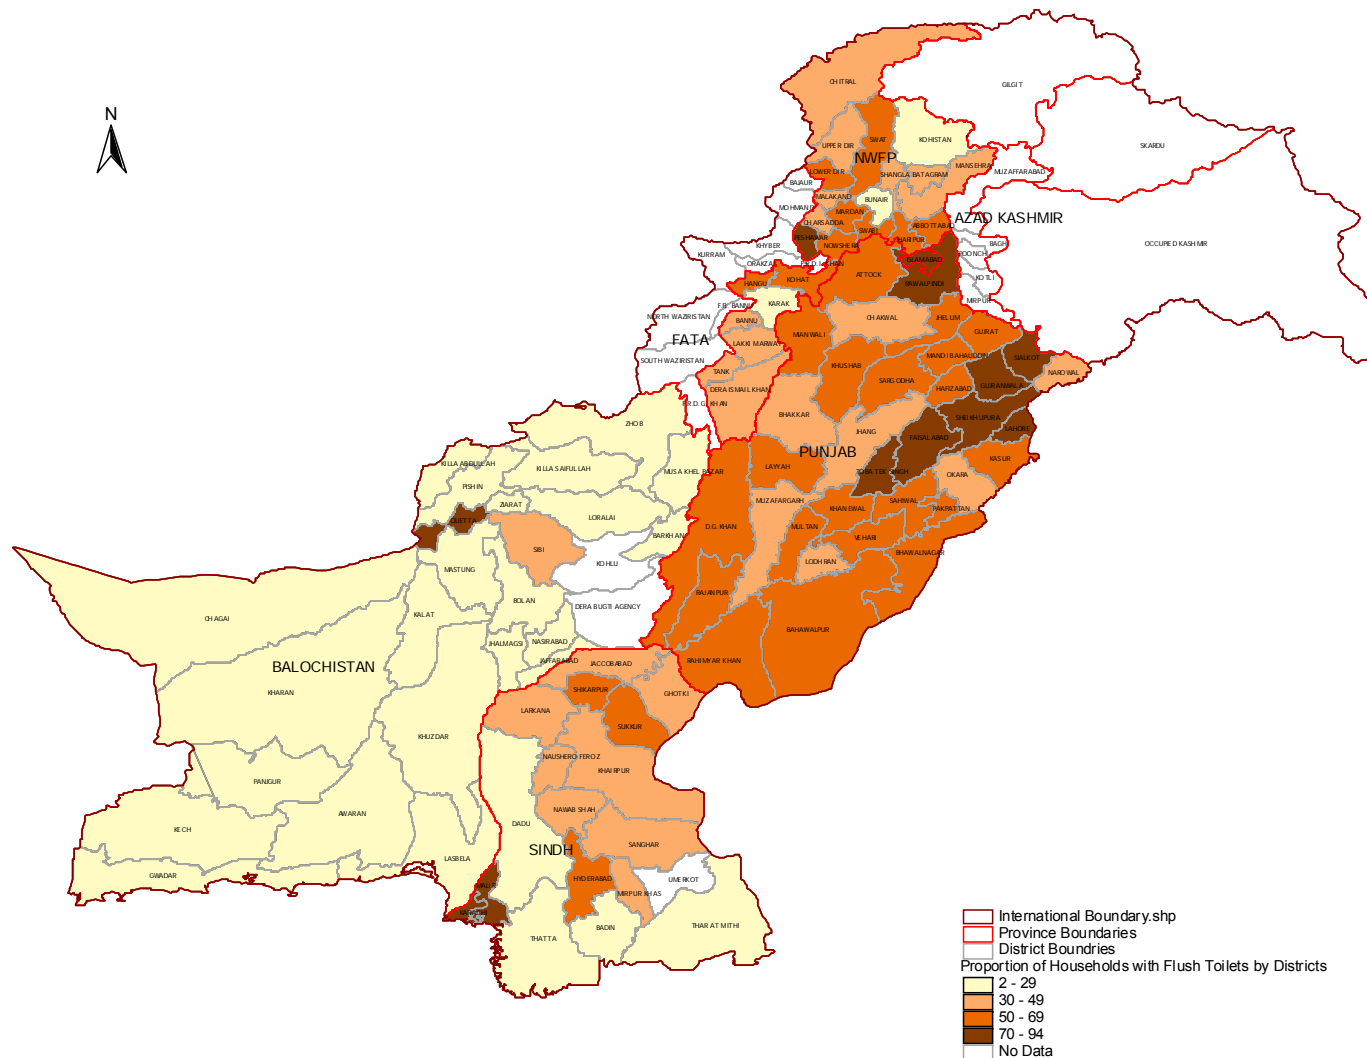 N
CHITRAL
GILGIT
UPPER DIR
SWAT
KOHISTAN
SKARDU
NWFP
LOWER DIR
SHANGLA
BATAGRAM
MANSEHRA
MUZAFFARABAD
BAJAUR
MALAKAND
BUNAIR
MOHMAND
MARDAN
CHARSADDA
SWABI
ABBOTTABAD
AZAD KASHMIR
PESHAWAR
NOWSHERA
HARIPUR
BAGH
OCCUPIED KASHMIR
KHYBER
KURRAM
ORAKZAI
POONCH
ISLAMABAD
ATTOCK
RAWALPINDI
KOTLI
HANGU
KOHAT
MIRPUR
F.R. BANNU
KARAK
NORTH WAZIRISTAN
BANNU
MIANWALI
CHAKWAL
JHELUM
GUJRAT
FATA
LAKKI MARWAT
SOUTH WAZIRISTAN
MANDI BAHAUDDIN
SIALKOT
KHUSHAB
TANK
SARGODHA
NAROWAL
DERA ISMAIL KHAN
HAFIZABAD
GUJRANWALA
F.R.D.G. KHAN
BHAKKAR
SHEIKHUPURA
ZHOB
JHANG
LAHORE
FAISALABAD
PUNJAB
KASUR
KILLA ABDULLAH
KILLA SAIFULLAH
MUSA KHEL BAZAR
LAYYAH
TOBA TEK SINGH
OKARA
PISHIN
ZIARAT
MUZAFARGARH
SAHIWAL
KHANEWAL
PAKPATTAN
LORALAI
QUETTA
D.G. KHAN
MULTAN
BARKHAN
VEHARI
SIBI
BHAWALNAGAR
KOHLU
LODHRAN
MASTUNG
RAJANPUR
BOLAN
DERA BUGTI AGENCY
CHAGAI
KALAT
BAHAWALPUR
JHALMAGSI
NASIRABAD
JAFFARABAD
JACCOBABAD
RAHIMYAR KHAN
BALOCHISTAN
KHARAN
SHIKARPUR
GHOTKI
LARKANA
SUKKUR
KHUZDAR
NAUSHERO FEROZ
KHAIRPUR
PANJGUR
AWARAN
NAWAB SHAH
KECH
DADU
SANGHAR
SINDH
LASBELA
GWADAR
HYDERABAD
UMERKOT
MALIR
MIRPUR KHAS
KARACHI
BADIN
THAR AT MITHI
THATTA
International Boundary.shp
Province Boundaries
District Boundries
Proportion of Households with Flush Toilets by Districts
2 - 29
30 - 49
50 - 69
70 - 94
No Data